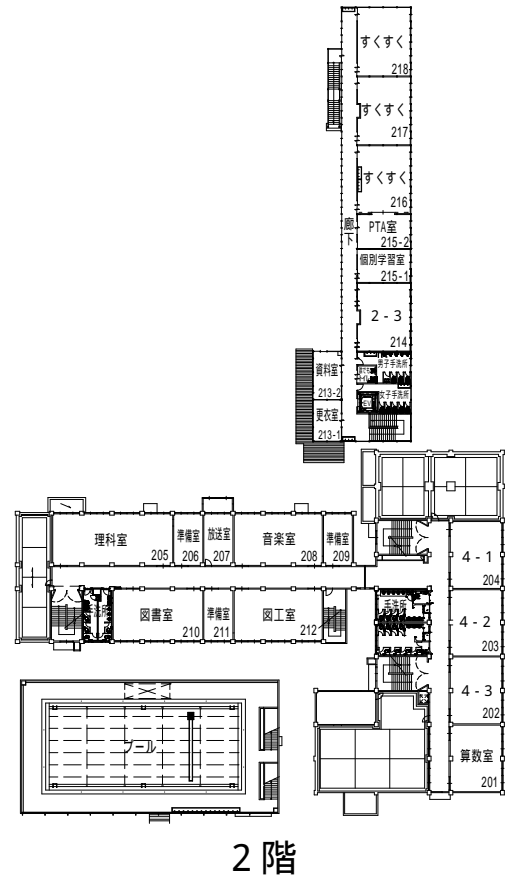 すくすく
218
すくすく
217
すくすく
216
廊下
PTA室
215-2
個別学習室
215-1
2-3
214
男子手洗所
資料室
213-2
女子手洗所
EV
更衣室
213-1
理科室
205
準備室
206
放送室
207
音楽室
208
準備室
209
4-1
204
図書室
210
準備室
211
図工室
212
手洗所
4-2
203
4-3
202
算数室
201
プール
2階